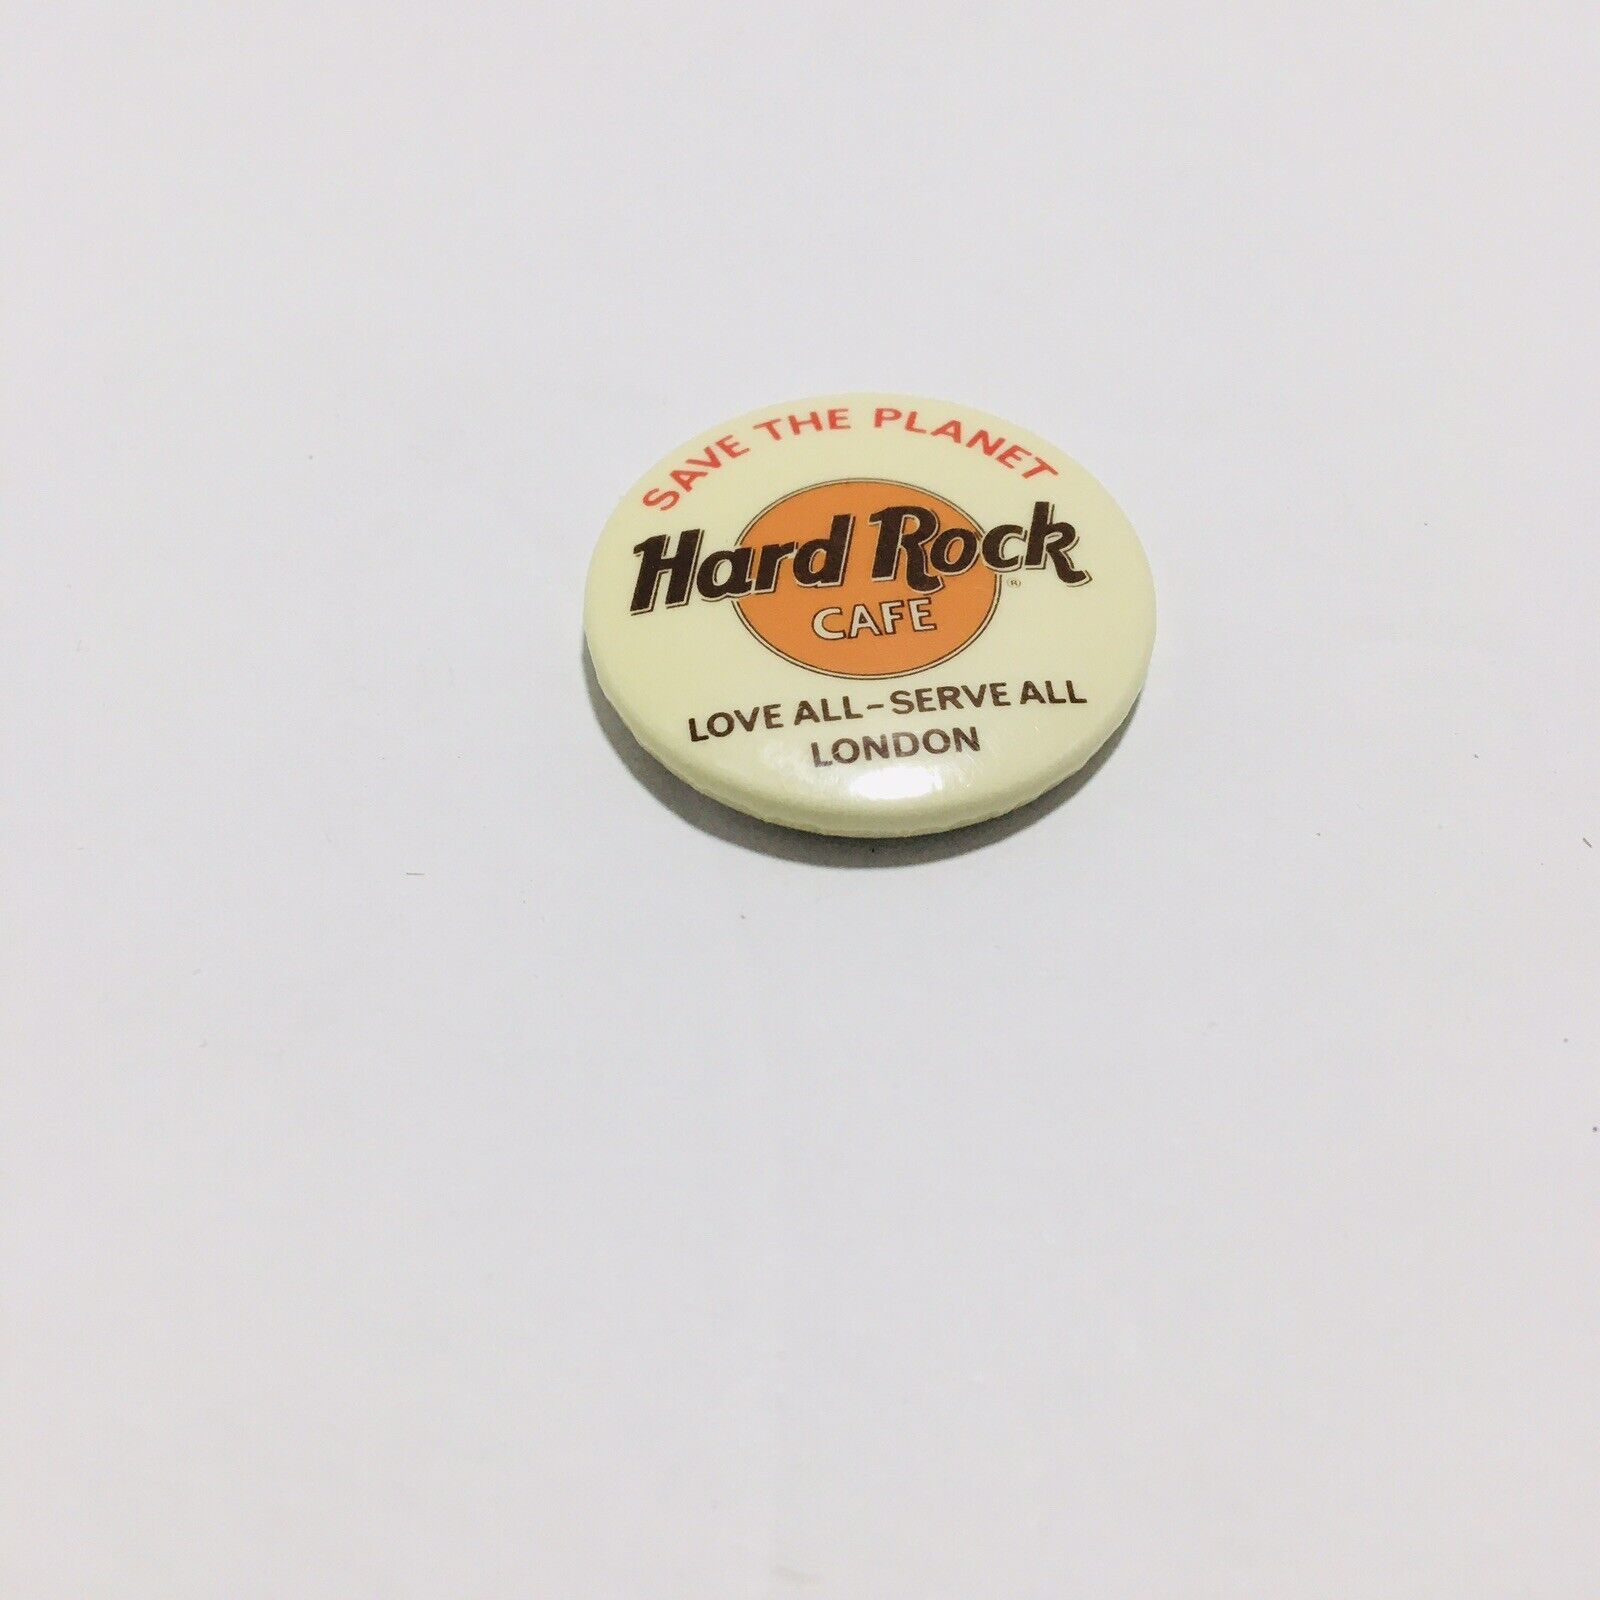 SAVE THE PLANET
Hard Rock
®
CAFE
LOVE ALL-SERVE ALL
LONDON